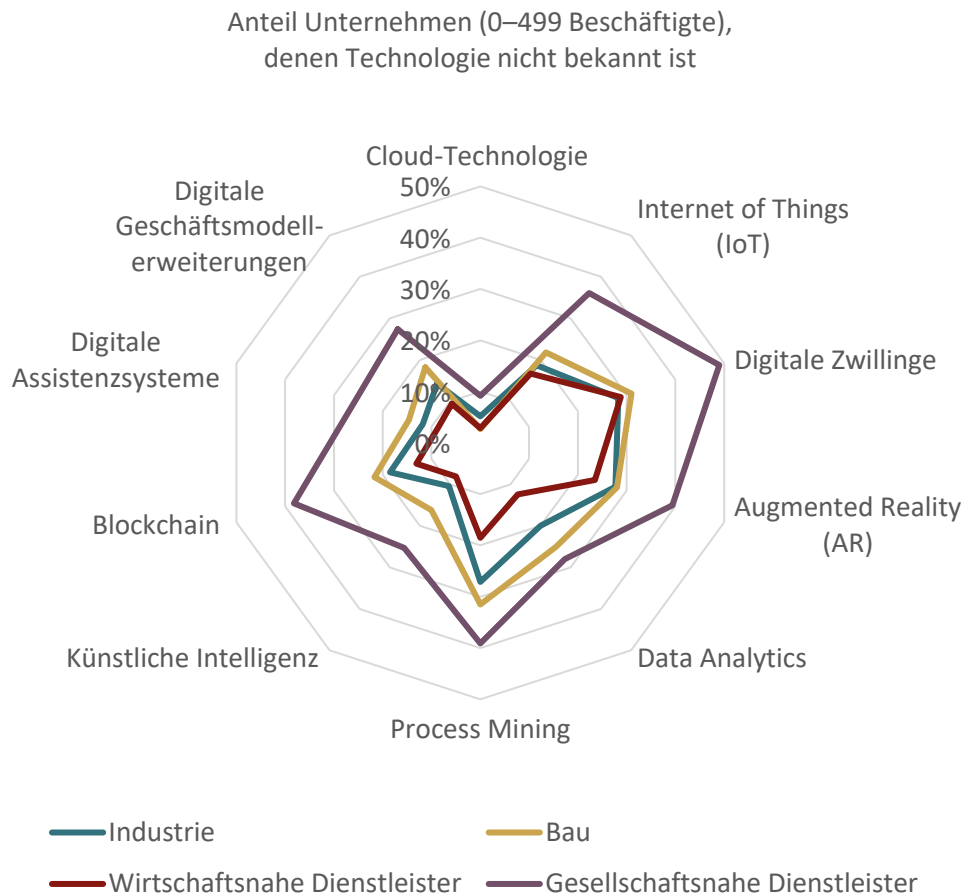 Anteil Unternehmen (0–499 Beschäftigte),
denen Technologie nicht bekannt ist
Cloud-Technologie
Internet of Things
(IoT)
Digitale Zwillinge
Augmented Reality
(AR)
Data Analytics
Process Mining
Künstliche Intelligenz
Blockchain
Digitale
Assistenzsysteme
Digitale
Geschäftsmodell-
erweiterungen
50%
40%
30%
20%
10%
0%
Industrie
Bau
Wirtschaftsnahe Dienstleister
Gesellschaftsnahe Dienstleister